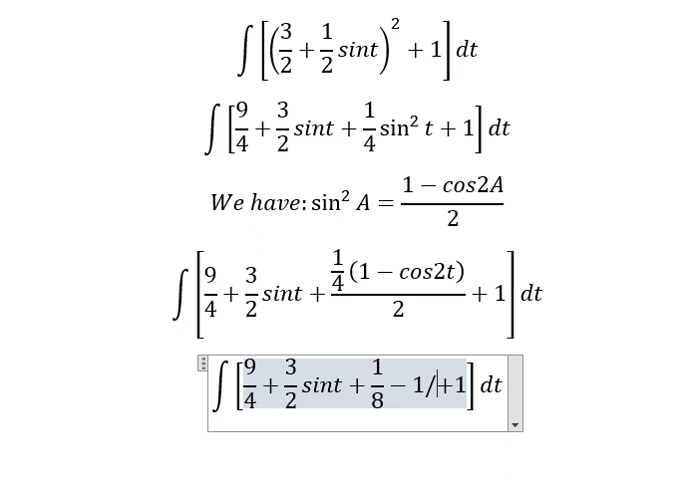 ∫[(3/2 + 1/2 sint)² + 1] dt
∫[9/4 + 3/2 sint + 1/4 sin² t + 1] dt
We have: sin² A = (1 − cos2A)/2
∫[9/4 + 3/2 sint + (1/4 (1 − cos2t))/2 + 1] dt
∫[9/4 + 3/2 sint + 1/8 − 1/+1] dt